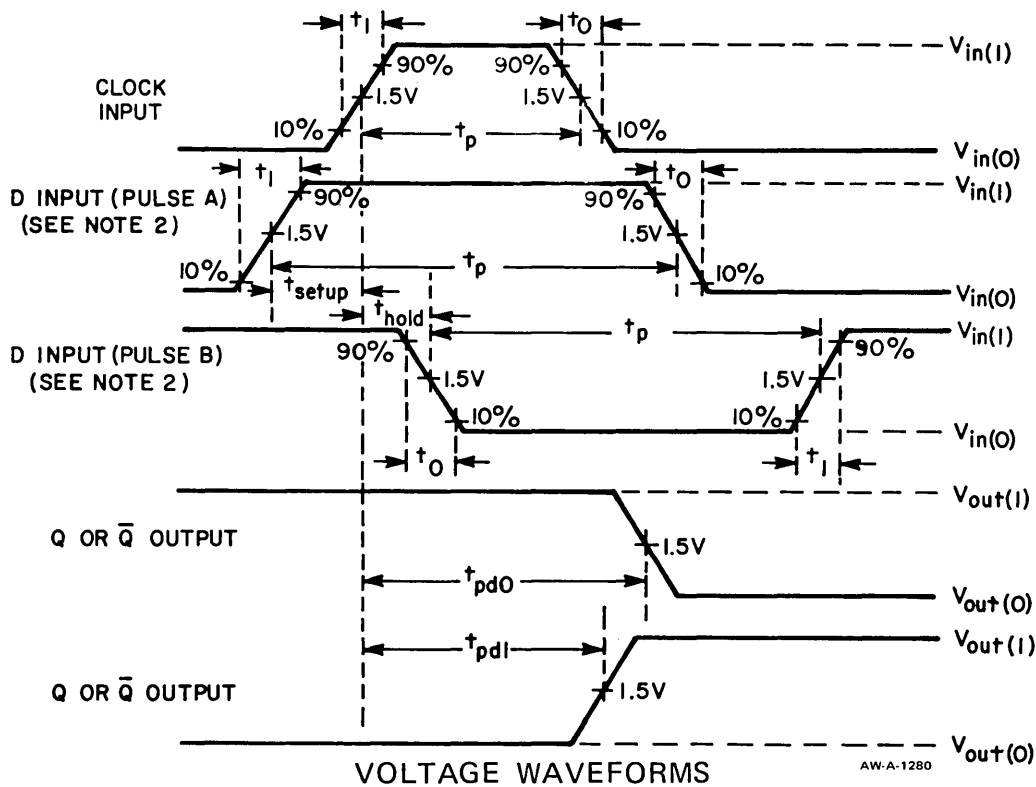 t1 t0
Vin(1)
90% 90%
CLOCK INPUT
1.5V 1.5V
10% tp 10%
Vin(0)
t1 t0
Vin(1)
D INPUT (PULSE A)
(SEE NOTE 2)
90% 90%
1.5V 1.5V
10% tp 10%
tsetup
Vin(0)
thold
tp
Vin(1)
D INPUT (PULSE B)
(SEE NOTE 2)
90% 90%
1.5V 1.5V
10% 10%
Vin(0)
t0 t1
Vout(1)
Q OR Q̅ OUTPUT
1.5V
tpd0
Vout(0)
Vout(1)
tpd1
Q OR Q̅ OUTPUT
1.5V
Vout(0)
VOLTAGE WAVEFORMS
AW-A-1280